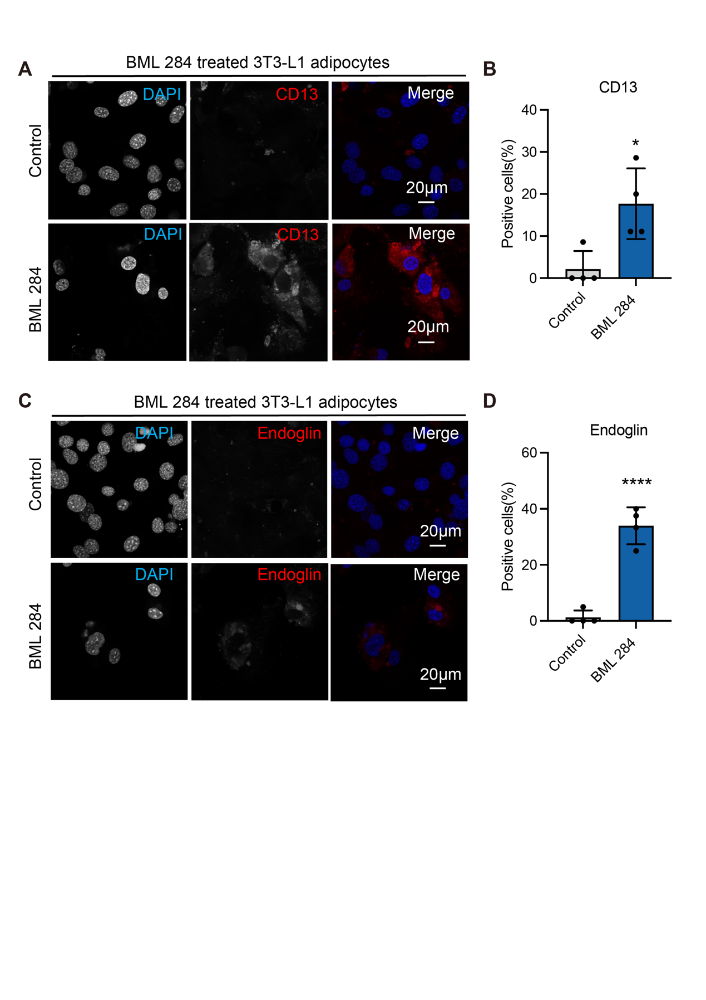 A
BML 284 treated 3T3-L1 adipocytes
Control
DAPI
CD13
Merge
20μm
BML 284
DAPI
CD13
Merge
20μm
B
CD13
Positive cells(%)
40
30
20
10
0
*
Control
BML 284
C
BML 284 treated 3T3-L1 adipocytes
Control
DAPI
Endoglin
Merge
20μm
BML 284
DAPI
Endoglin
Merge
20μm
D
Endoglin
Positive cells(%)
60
40
20
0
****
Control
BML 284